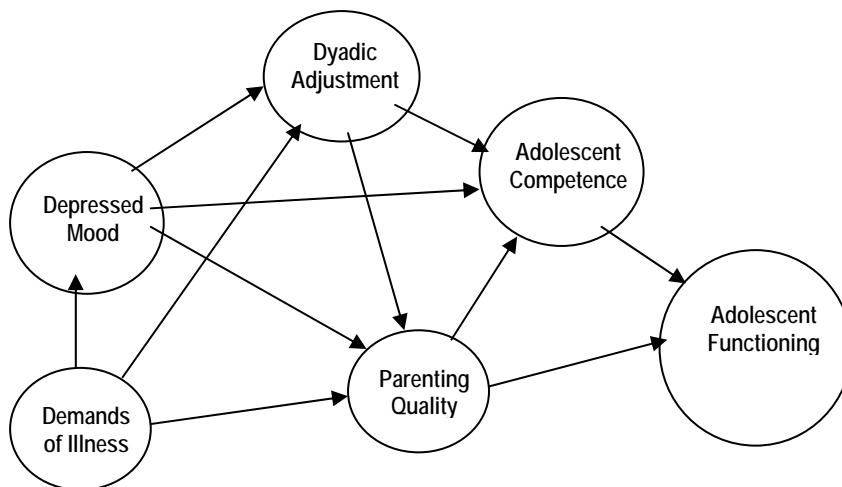 Dyadic
Adjustment
Adolescent
Competence
Depressed
Mood
Adolescent
Functioning
Parenting
Quality
Demands
of Illness